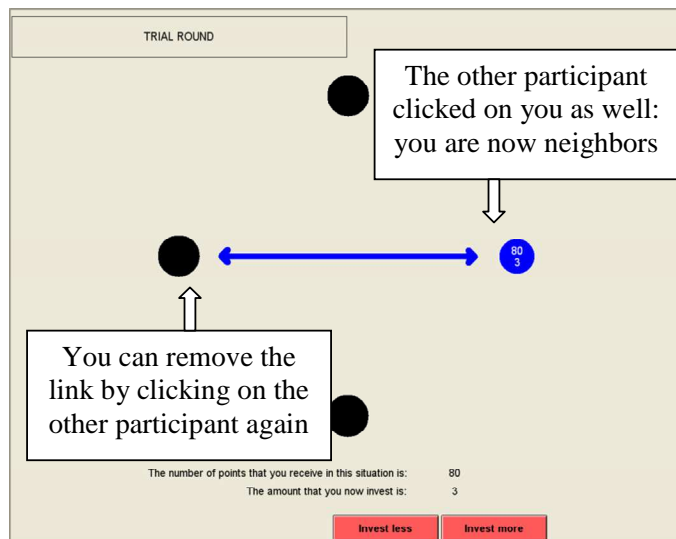 TRIAL ROUND
The other participant
clicked on you as well:
you are now neighbors
80
3
You can remove the
link by clicking on the
other participant again
The number of points that you receive in this situation is: 80
The amount that you now invest is: 3
Invest less Invest more